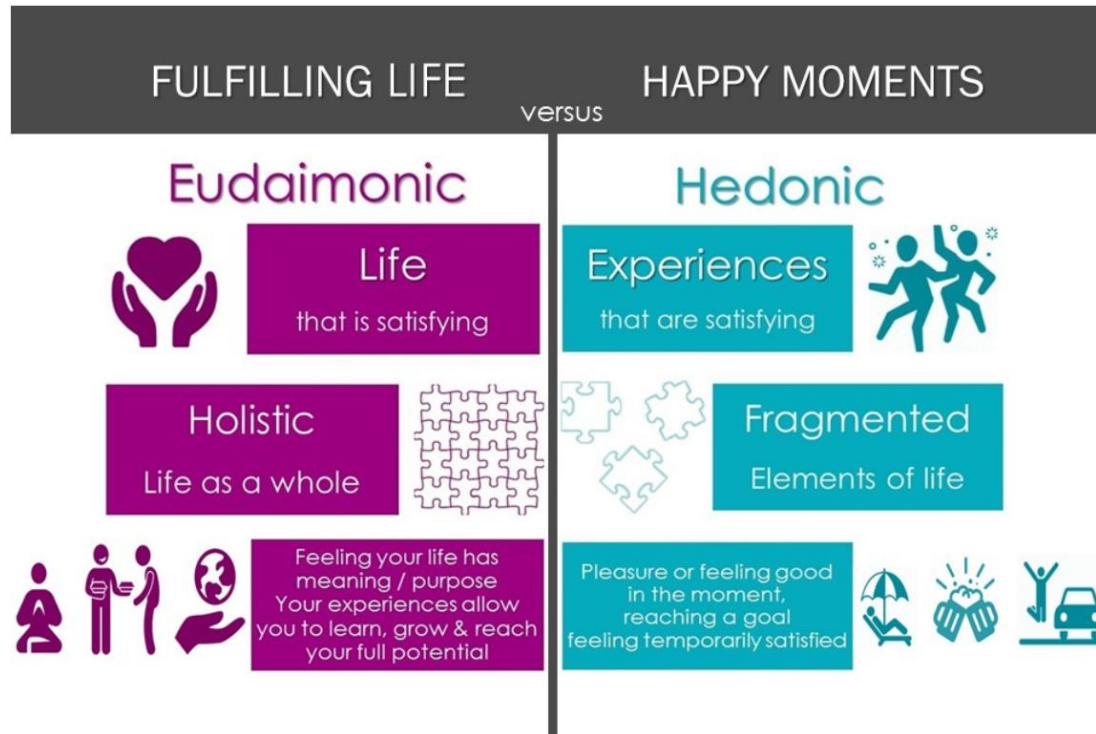 FULFILLING LIFE
versus
HAPPY MOMENTS
Eudaimonic
Life
that is satisfying
Holistic
Life as a whole
Feeling your life has
meaning / purpose
Your experiences allow
you to learn, grow & reach
your full potential
Hedonic
Experiences
that are satisfying
Fragmented
Elements of life
Pleasure or feeling good
in the moment,
reaching a goal
feeling temporarily satisfied